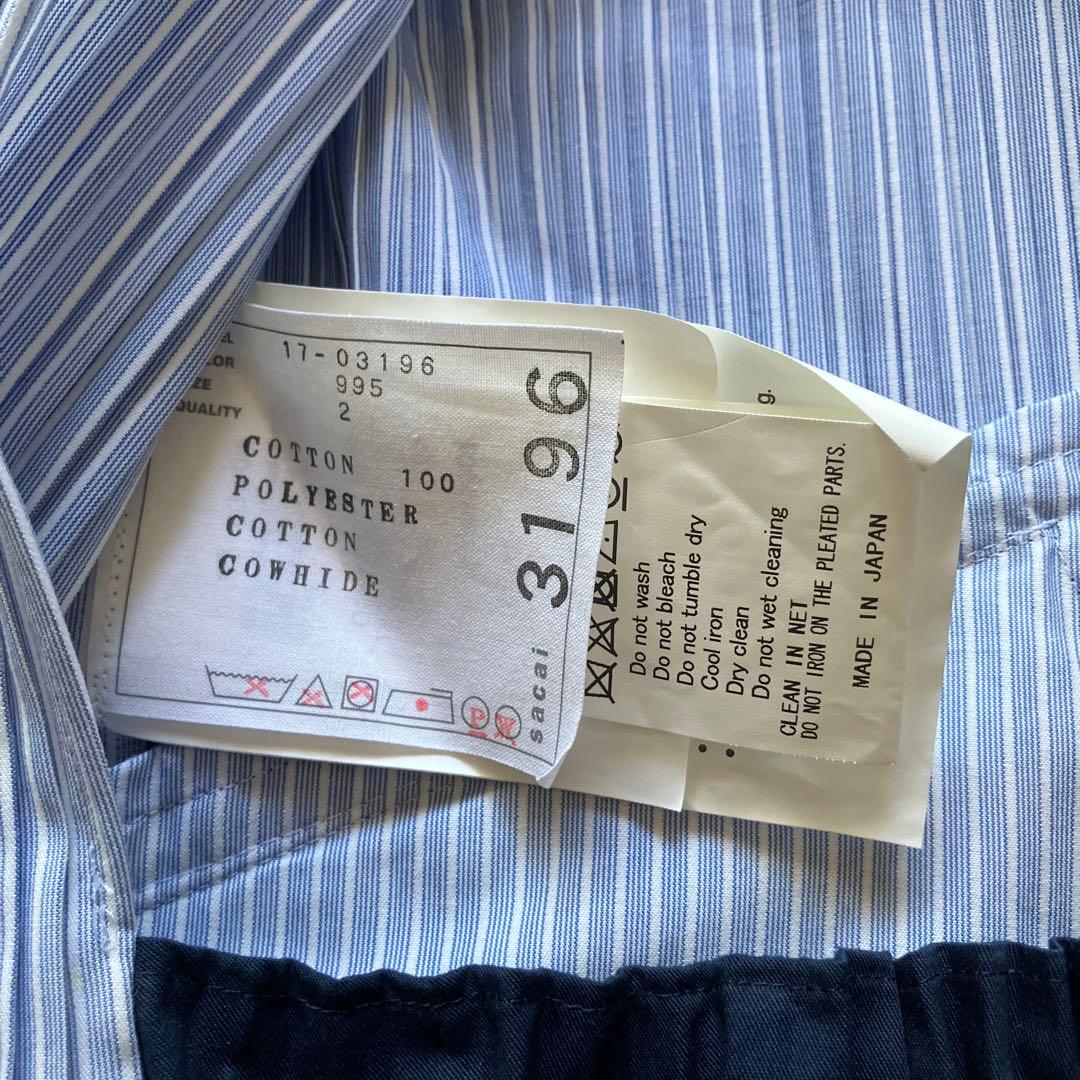 17-03196
995
QUALITY 2
COTTON 100
POLYESTER
COTTON
COWHIDE
3196
sacai
Do not wash
Do not bleach
Do not tumble dry
Cool iron
Dry clean
Do not wet cleaning
CLEAN IN NET
DO NOT IRON ON THE PLEATED PARTS.
MADE IN JAPAN